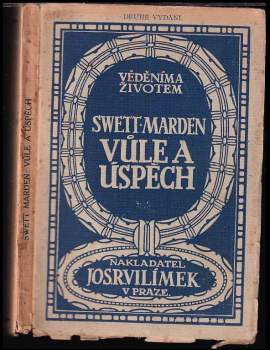 DRUHÉ VYDÁNÍ
VĚDĚNÍM A
ŽIVOTEM
SWETT-MARDEN
VŮLE A
ÚSPĚCH
NAKLADATEL
JOS.R.VILÍMEK
V PRAZE.
SWETT MARDEN VŮLE A ÚSPĚCH